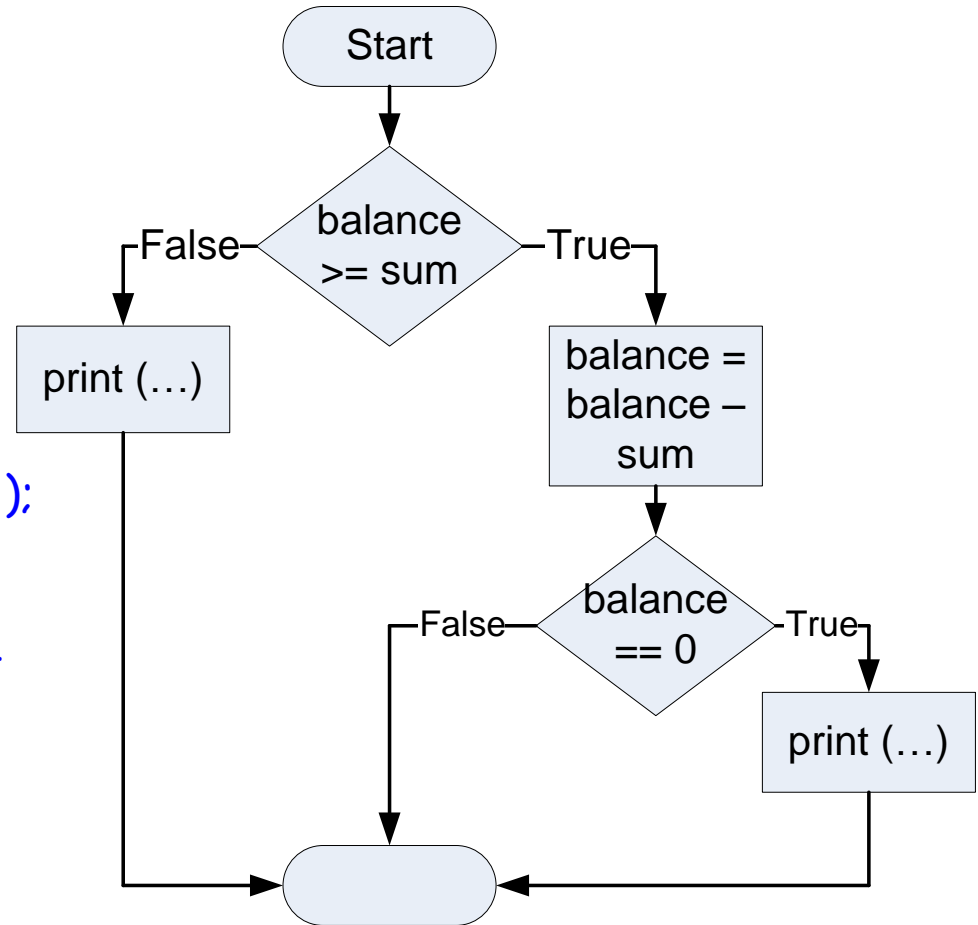 Start
balance
>= sum
False
True
print (…)
balance =
balance –
sum
);
balance
== 0
False
True
print (…)